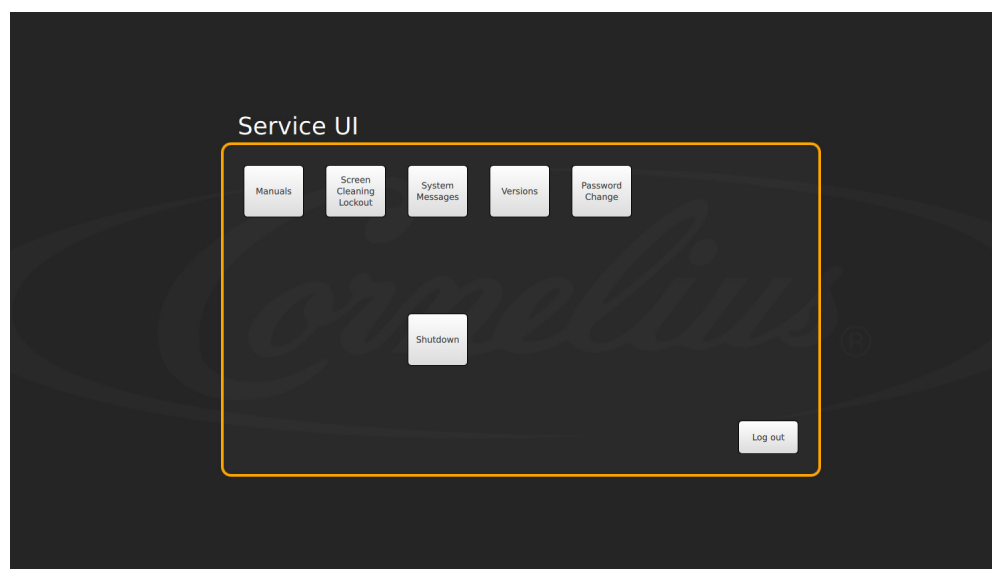 Service UI
Manuals
Screen
Cleaning
Lockout
System
Messages
Versions
Password
Change
Cornelius®
Shutdown
Log out